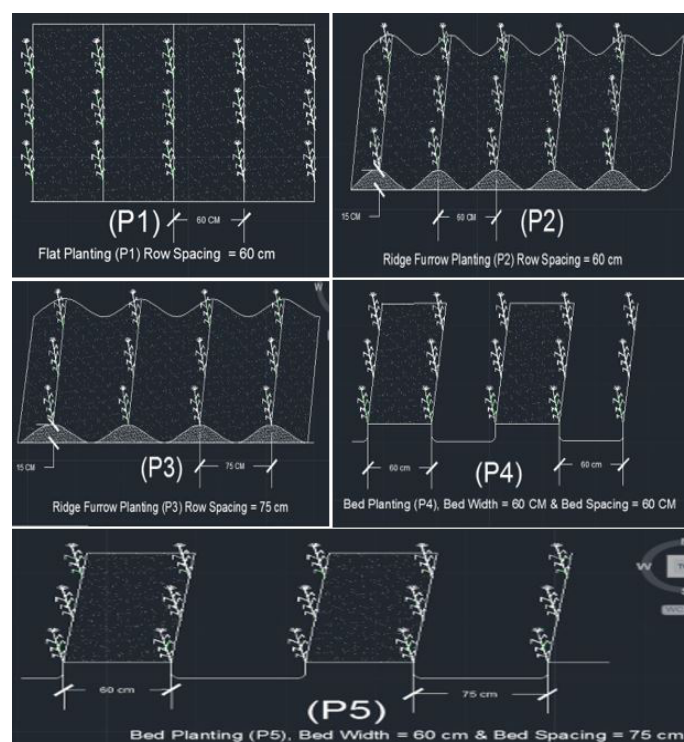 60 CM
(P1)
Flat Planting (P1) Row Spacing = 60 cm
15 CM
60 CM
(P2)
Ridge Furrow Planting (P2) Row Spacing = 60 cm
W
15 CM
(P3)
75 CM
Ridge Furrow Planting (P3) Row Spacing = 75 cm
60 cm
(P4)
60 cm
Bed Planting (P4), Bed Width = 60 CM & Bed Spacing = 60 CM
W
60 cm
(P5)
75 cm
Bed Planting (P5), Bed Width = 60 cm & Bed Spacing = 75 cm